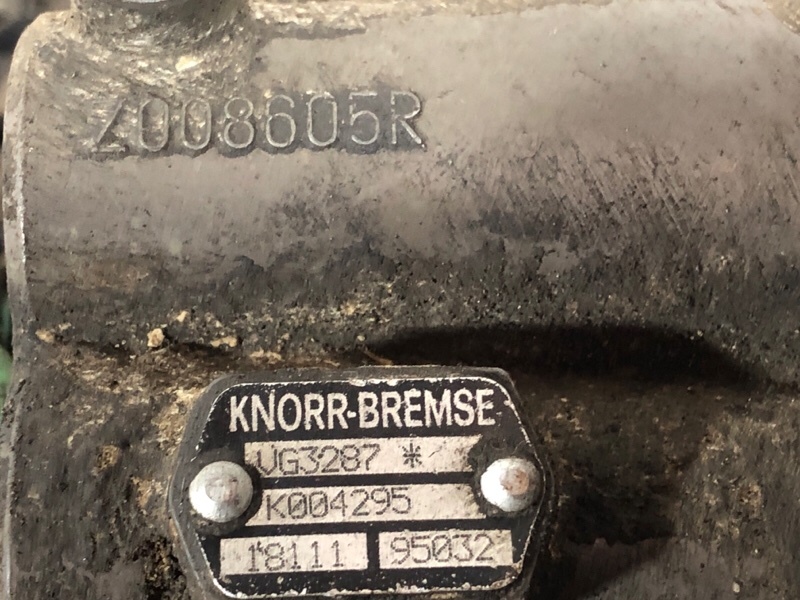 Z008605R
KNORR-BREMSE
VG3287 *
K004295
18111 95032